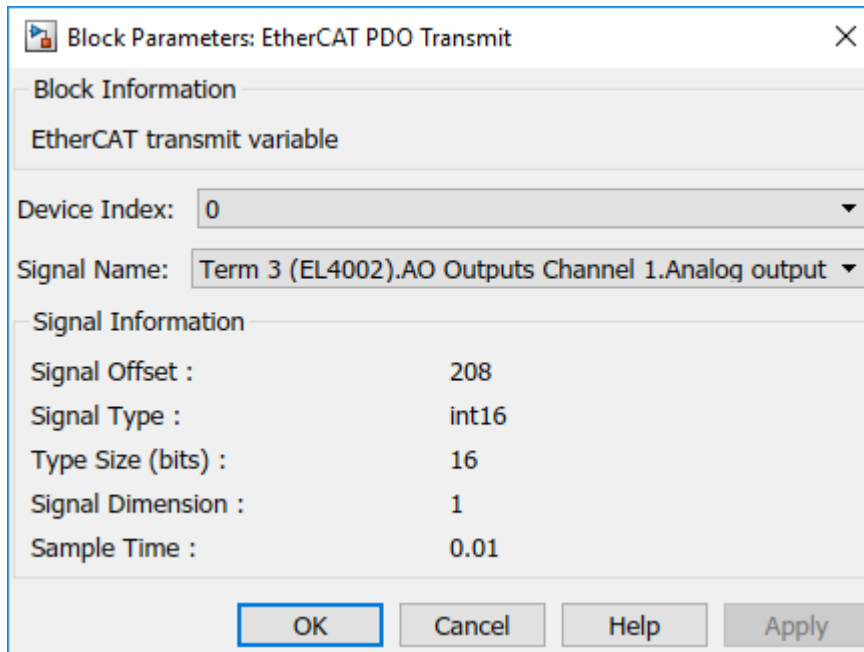 Block Parameters: EtherCAT PDO Transmit
Block Information
EtherCAT transmit variable
Device Index: 0
Signal Name: Term 3 (EL4002).AO Outputs Channel 1.Analog output
Signal Information
Signal Offset : 208
Signal Type : int16
Type Size (bits) : 16
Signal Dimension : 1
Sample Time : 0.01
OK Cancel Help Apply